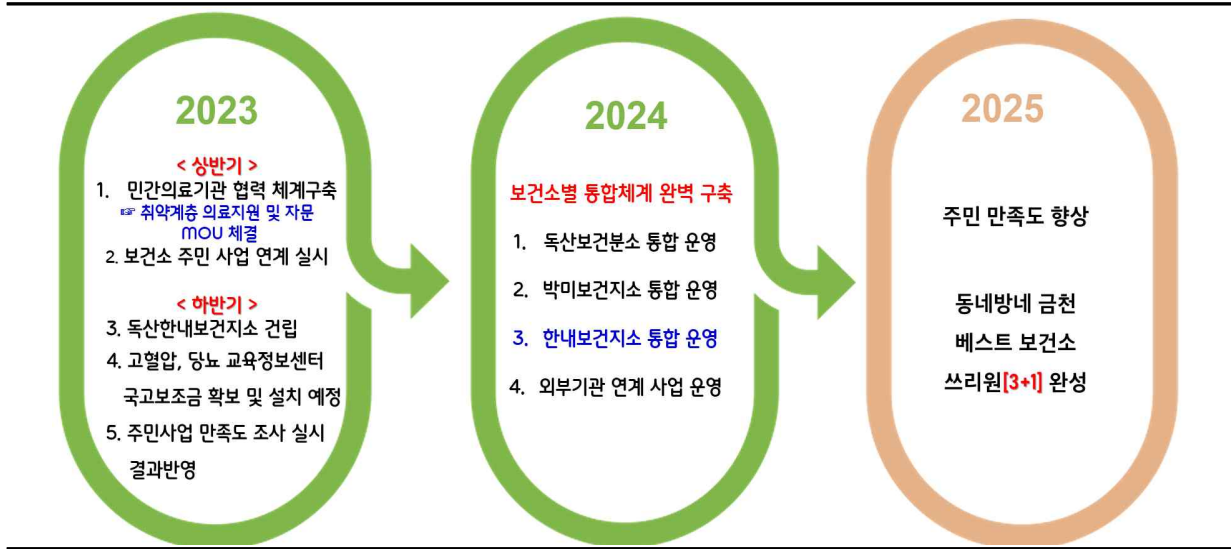 2023
< 상반기 >
1. 민간의료기관 협력 체계구축
☞ 취약계층 의료지원 및 자문
MOU 체결
2. 보건소 주민 사업 연계 실시
< 하반기 >
3. 독산한내보건지소 건립
4. 고혈압, 당뇨 교육정보센터
국고보조금 확보 및 설치 예정
5. 주민사업 만족도 조사 실시
결과반영
2024
보건소별 통합체계 완벽 구축
1. 독산보건분소 통합 운영
2. 박미보건지소 통합 운영
3. 한내보건지소 통합 운영
4. 외부기관 연계 사업 운영
2025
주민 만족도 향상
동네방네 금천
베스트 보건소
쓰리원[3+1] 완성